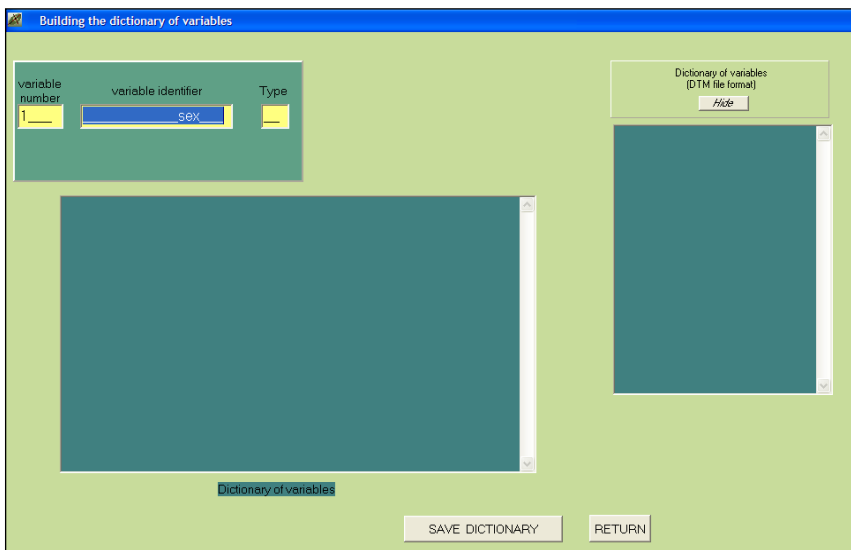 Building the dictionary of variables
variable
number
variable identifier
Type
1___
______________sex___
__
Dictionary of variables
(DTM file format)
Hide
Dictionary of variables
SAVE DICTIONARY
RETURN